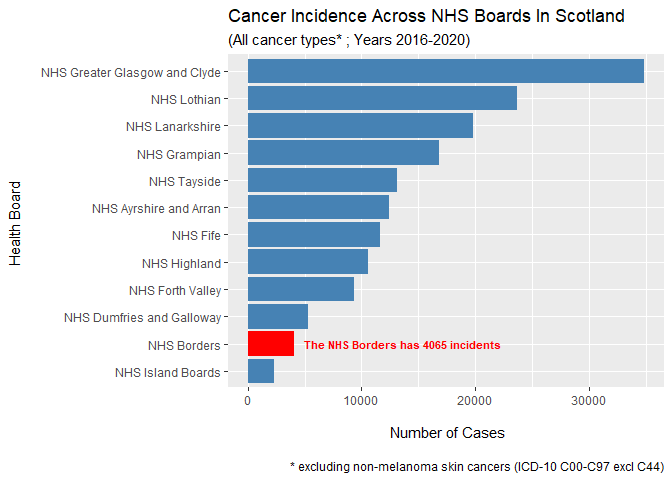 Cancer Incidence Across NHS Boards In Scotland
(All cancer types* ; Years 2016-2020)
Health Board
NHS Greater Glasgow and Clyde
NHS Lothian
NHS Lanarkshire
NHS Grampian
NHS Tayside
NHS Ayrshire and Arran
NHS Fife
NHS Highland
NHS Forth Valley
NHS Dumfries and Galloway
NHS Borders
The NHS Borders has 4065 incidents
NHS Island Boards
0 10000 20000 30000
Number of Cases
* excluding non-melanoma skin cancers (ICD-10 C00-C97 excl C44)